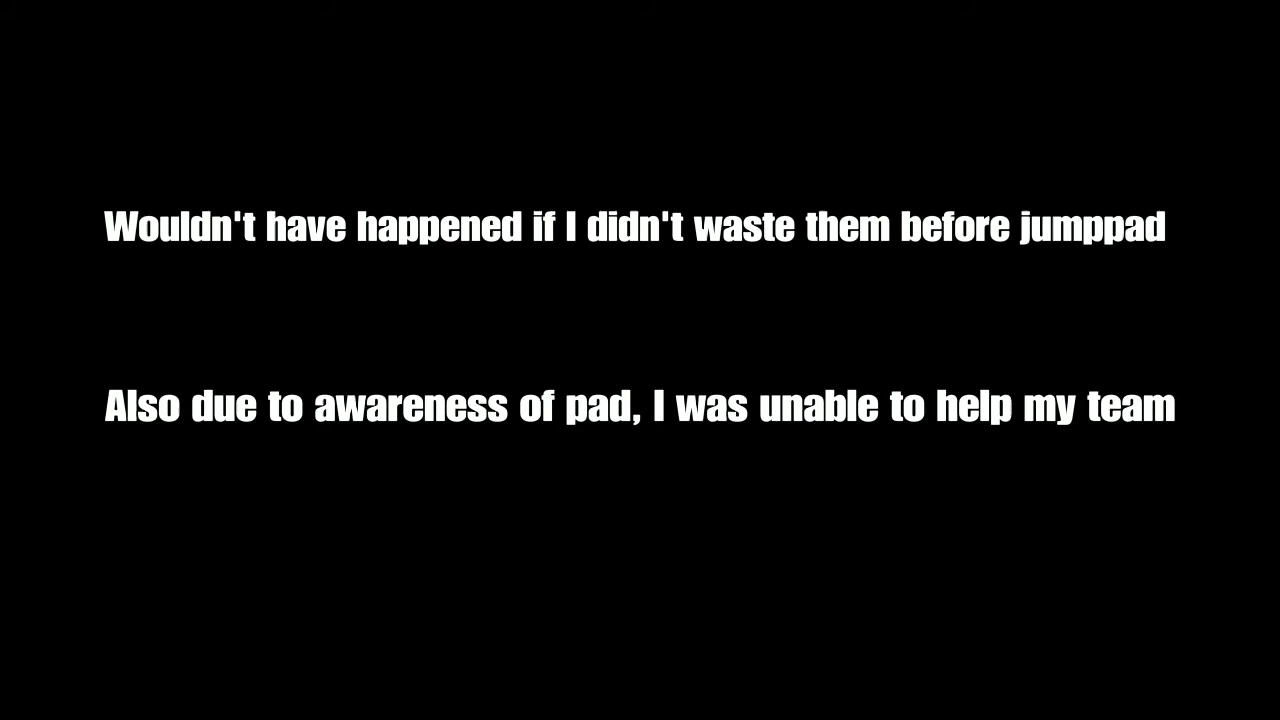 Wouldn't have happened if I didn't waste them before jumppad
Also due to awareness of pad, I was unable to help my team